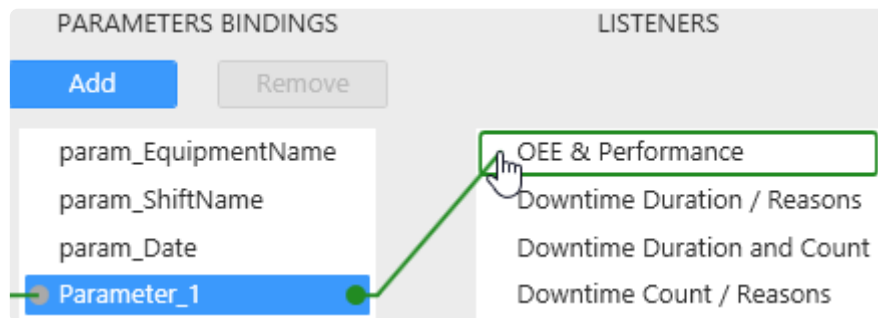 PARAMETERS BINDINGS
LISTENERS
Add
Remove
param_EquipmentName
param_ShiftName
param_Date
Parameter_1
OEE & Performance
Downtime Duration / Reasons
Downtime Duration and Count
Downtime Count / Reasons